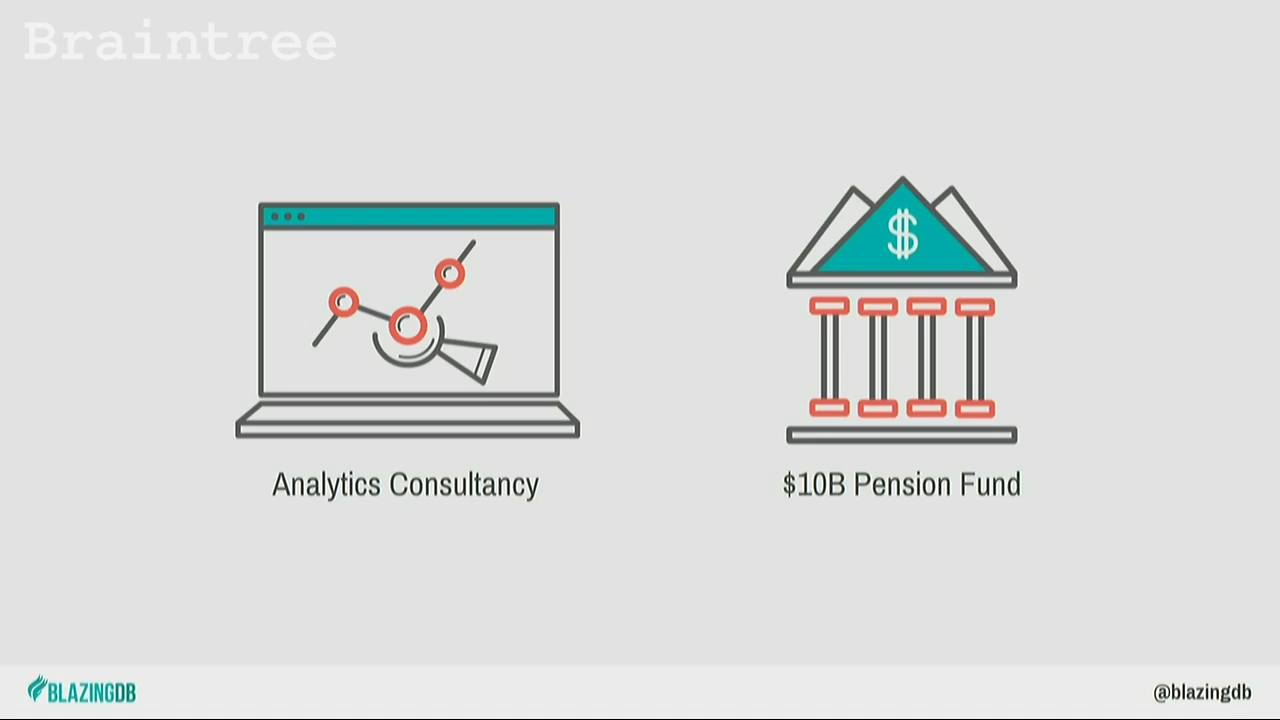 Braintree
$
Analytics Consultancy
$10B Pension Fund
BLAZINGDB
@blazingdb